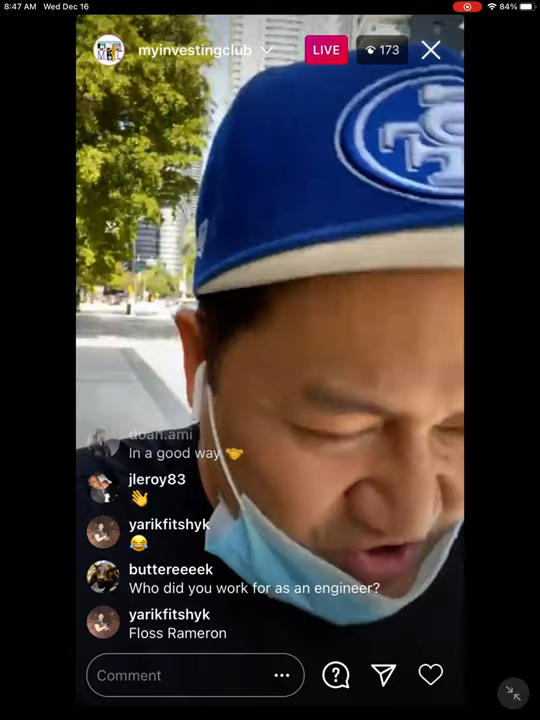 8:47 AM Wed Dec 16
84%
myinvestingclub
LIVE
173
doan.ami
In a good way 🤝
jleroy83
👋
yarikfitshyk
😂
buttereeeek
Who did you work for as an engineer?
yarikfitshyk
Floss Rameron
Comment